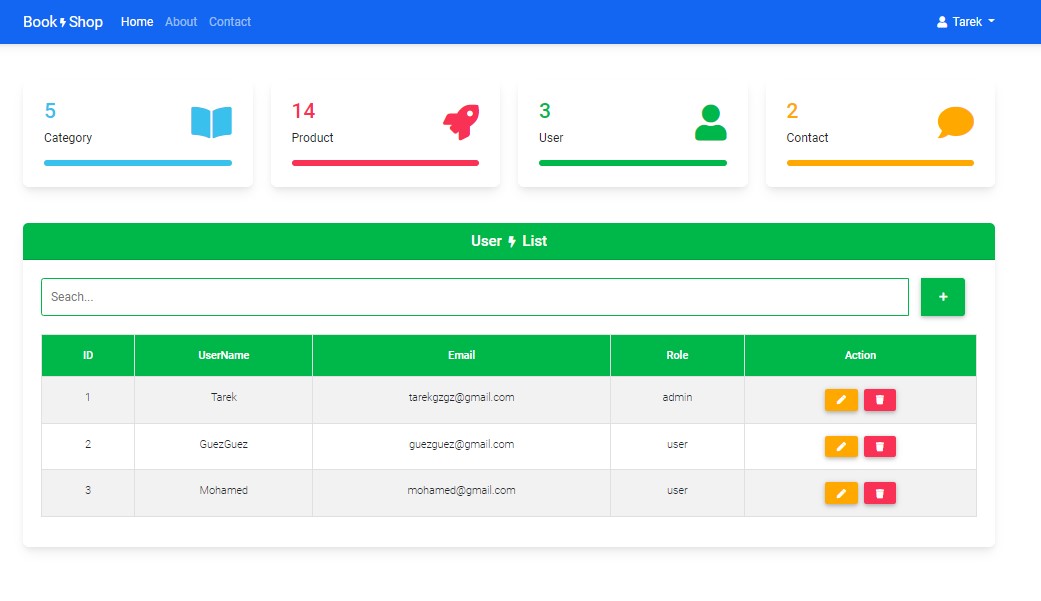 Book Shop Home About Contact Tarek
5 14 3 2
Category Product User Contact
User List
Seach...
ID UserName Email Role Action
1 Tarek tarekgzgz@gmail.com admin
2 GuezGuez guezguez@gmail.com user
3 Mohamed mohamed@gmail.com user